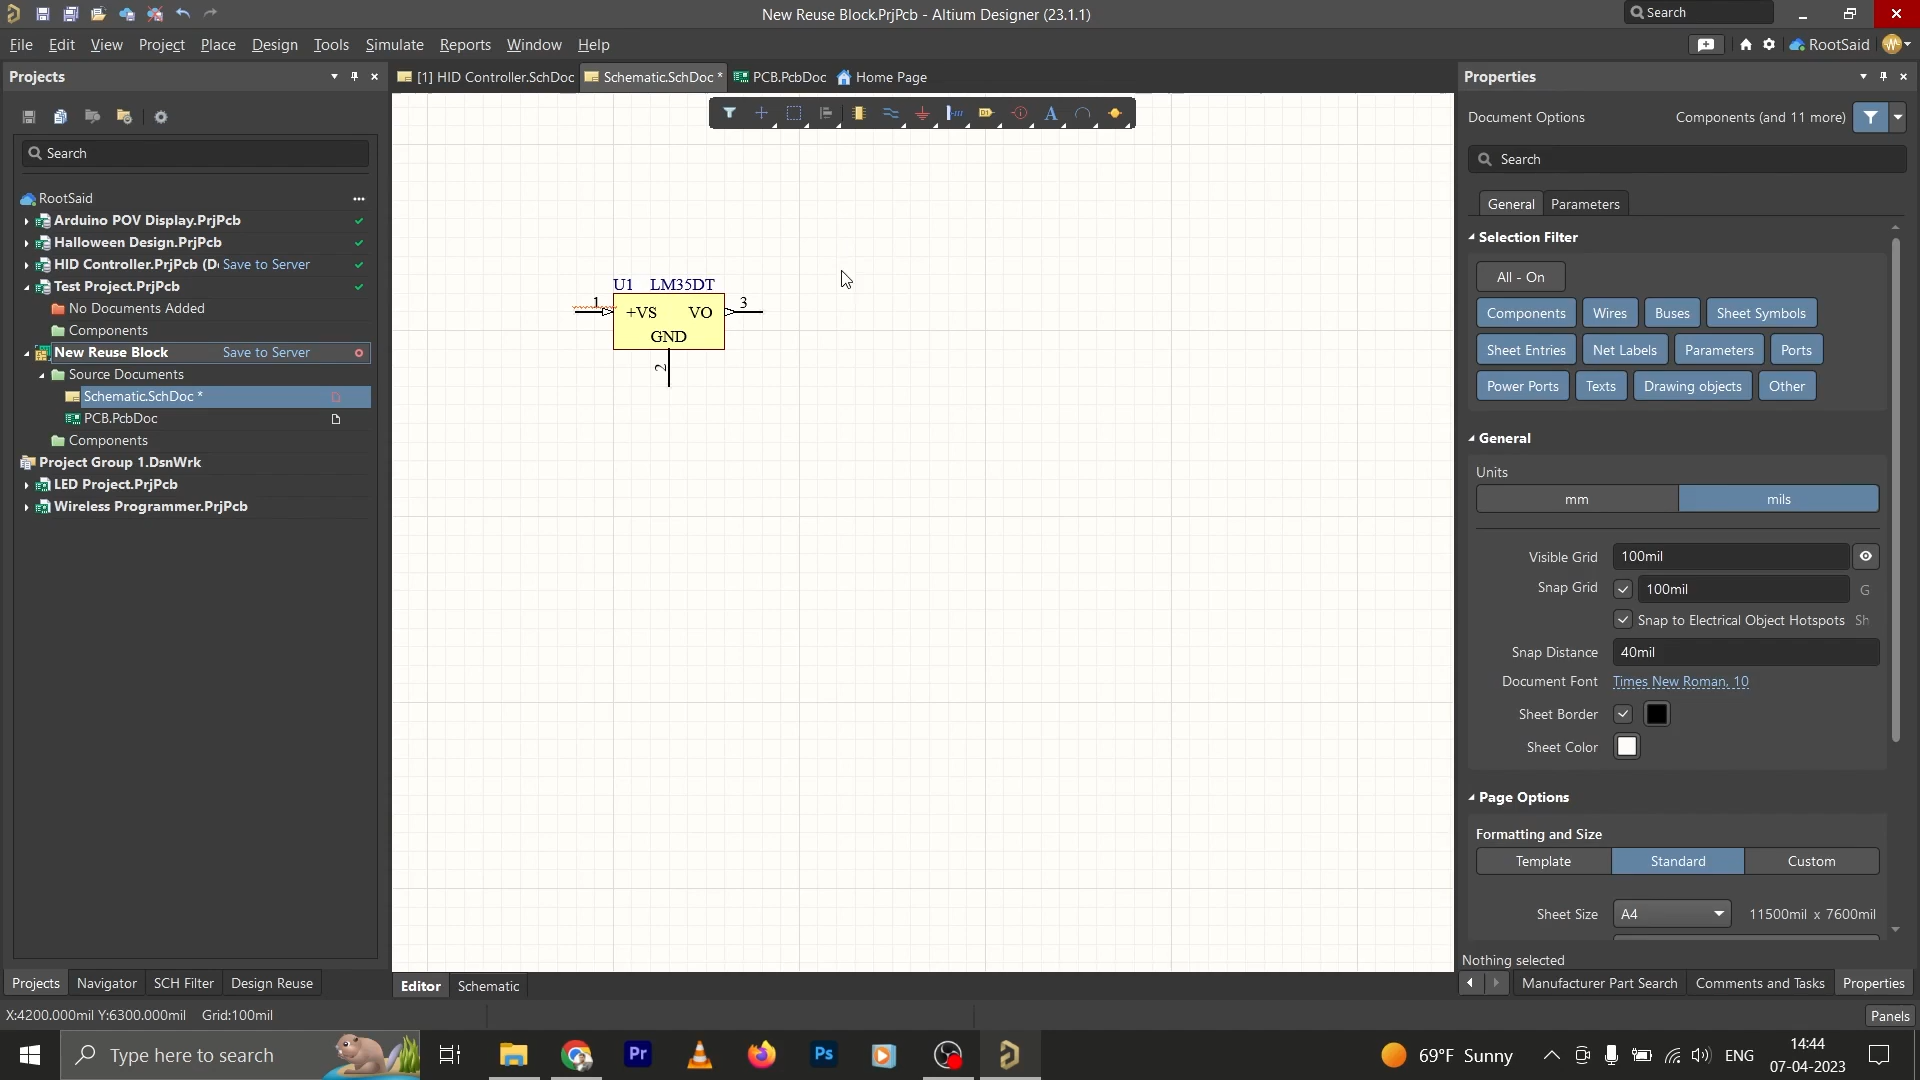 New Reuse Block.PrjPcb - Altium Designer (23.1.1)
Search
File Edit View Project Place Design Tools Simulate Reports Window Help
RootSaid
Projects
[1] HID Controller.SchDoc
Schematic.SchDoc *
PCB.PcbDoc
Home Page
Search
RootSaid
Arduino POV Display.PrjPcb
Halloween Design.PrjPcb
HID Controller.PrjPcb (D Save to Server
Test Project.PrjPcb
No Documents Added
Components
New Reuse Block Save to Server
Source Documents
Schematic.SchDoc *
PCB.PcbDoc
Components
Project Group 1.DsnWrk
LED Project.PrjPcb
Wireless Programmer.PrjPcb
Projects Navigator SCH Filter Design Reuse
U1 LM35DT
1 +VS VO 3
GND
2
Editor Schematic
Properties
Document Options Components (and 11 more)
Search
General Parameters
Selection Filter
All - On
Components Wires Buses Sheet Symbols
Sheet Entries Net Labels Parameters Ports
Power Ports Texts Drawing objects Other
General
Units
mm mils
Visible Grid 100mil
Snap Grid 100mil G
Snap to Electrical Object Hotspots Sh
Snap Distance 40mil
Document Font Times New Roman, 10
Sheet Border
Sheet Color
Page Options
Formatting and Size
Template Standard Custom
Sheet Size A4 11500mil x 7600mil
Nothing selected
Manufacturer Part Search Comments and Tasks Properties
X:4200.000mil Y:6300.000mil Grid:100mil
Panels
Type here to search
Pr
Ps
69°F Sunny
ENG
14:44
07-04-2023